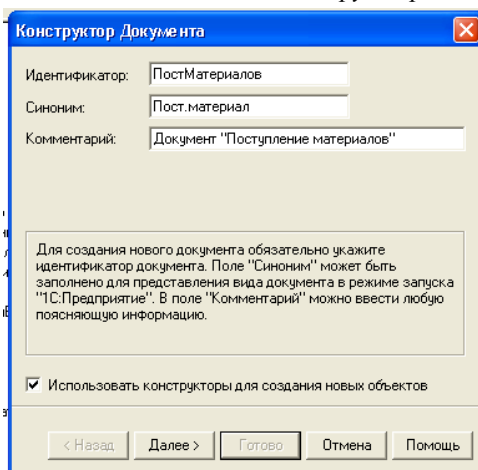 Конструктор Документа
Идентификатор: ПостМатериалов
Синоним: Пост.материал
Комментарий: Документ "Поступление материалов"
Для создания нового документа обязательно укажите
идентификатор документа. Поле "Синоним" может быть
заполнено для представления вида документа в режиме запуска
"1С:Предприятие". В поле "Комментарий" можно ввести любую
поясняющую информацию.
Использовать конструкторы для создания новых объектов
< Назад Далее > Готово Отмена Помощь